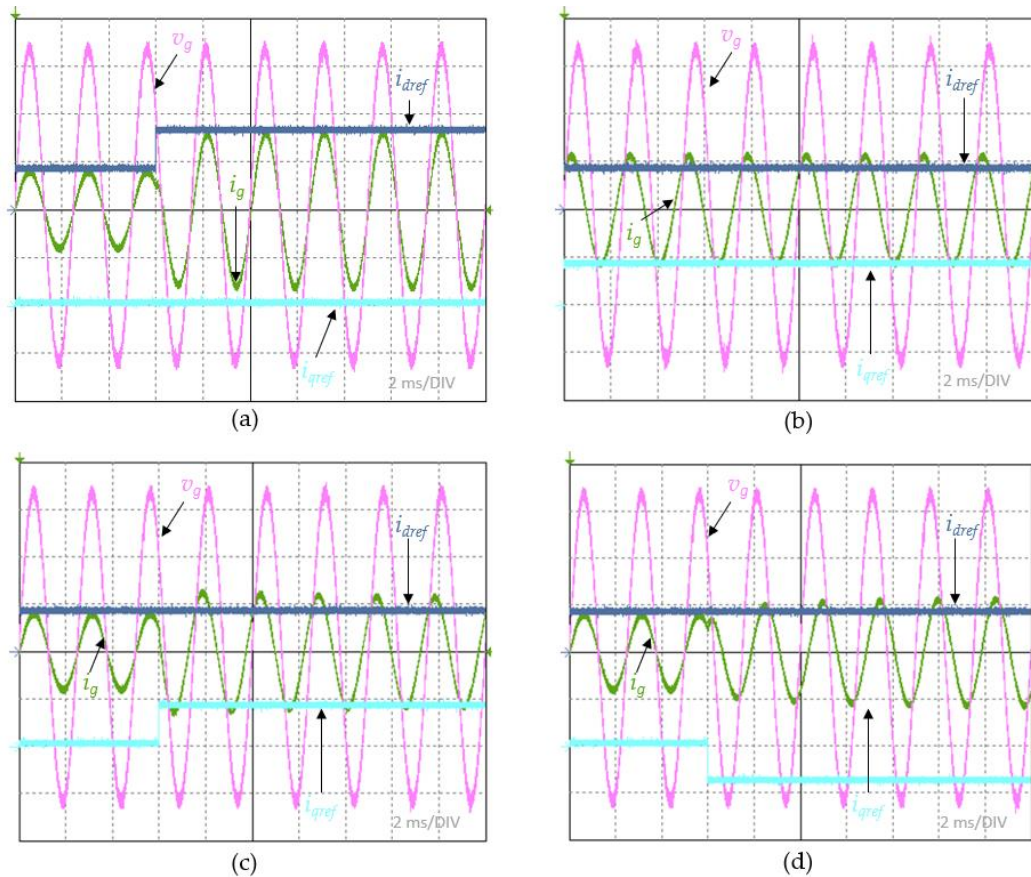 v_g
i_dref
i_g
i_qref
2 ms/DIV
(a)
v_g
i_dref
i_g
i_qref
2 ms/DIV
(b)
v_g
i_dref
i_g
i_qref
2 ms/DIV
(c)
v_g
i_dref
i_g
i_qref
2 ms/DIV
(d)